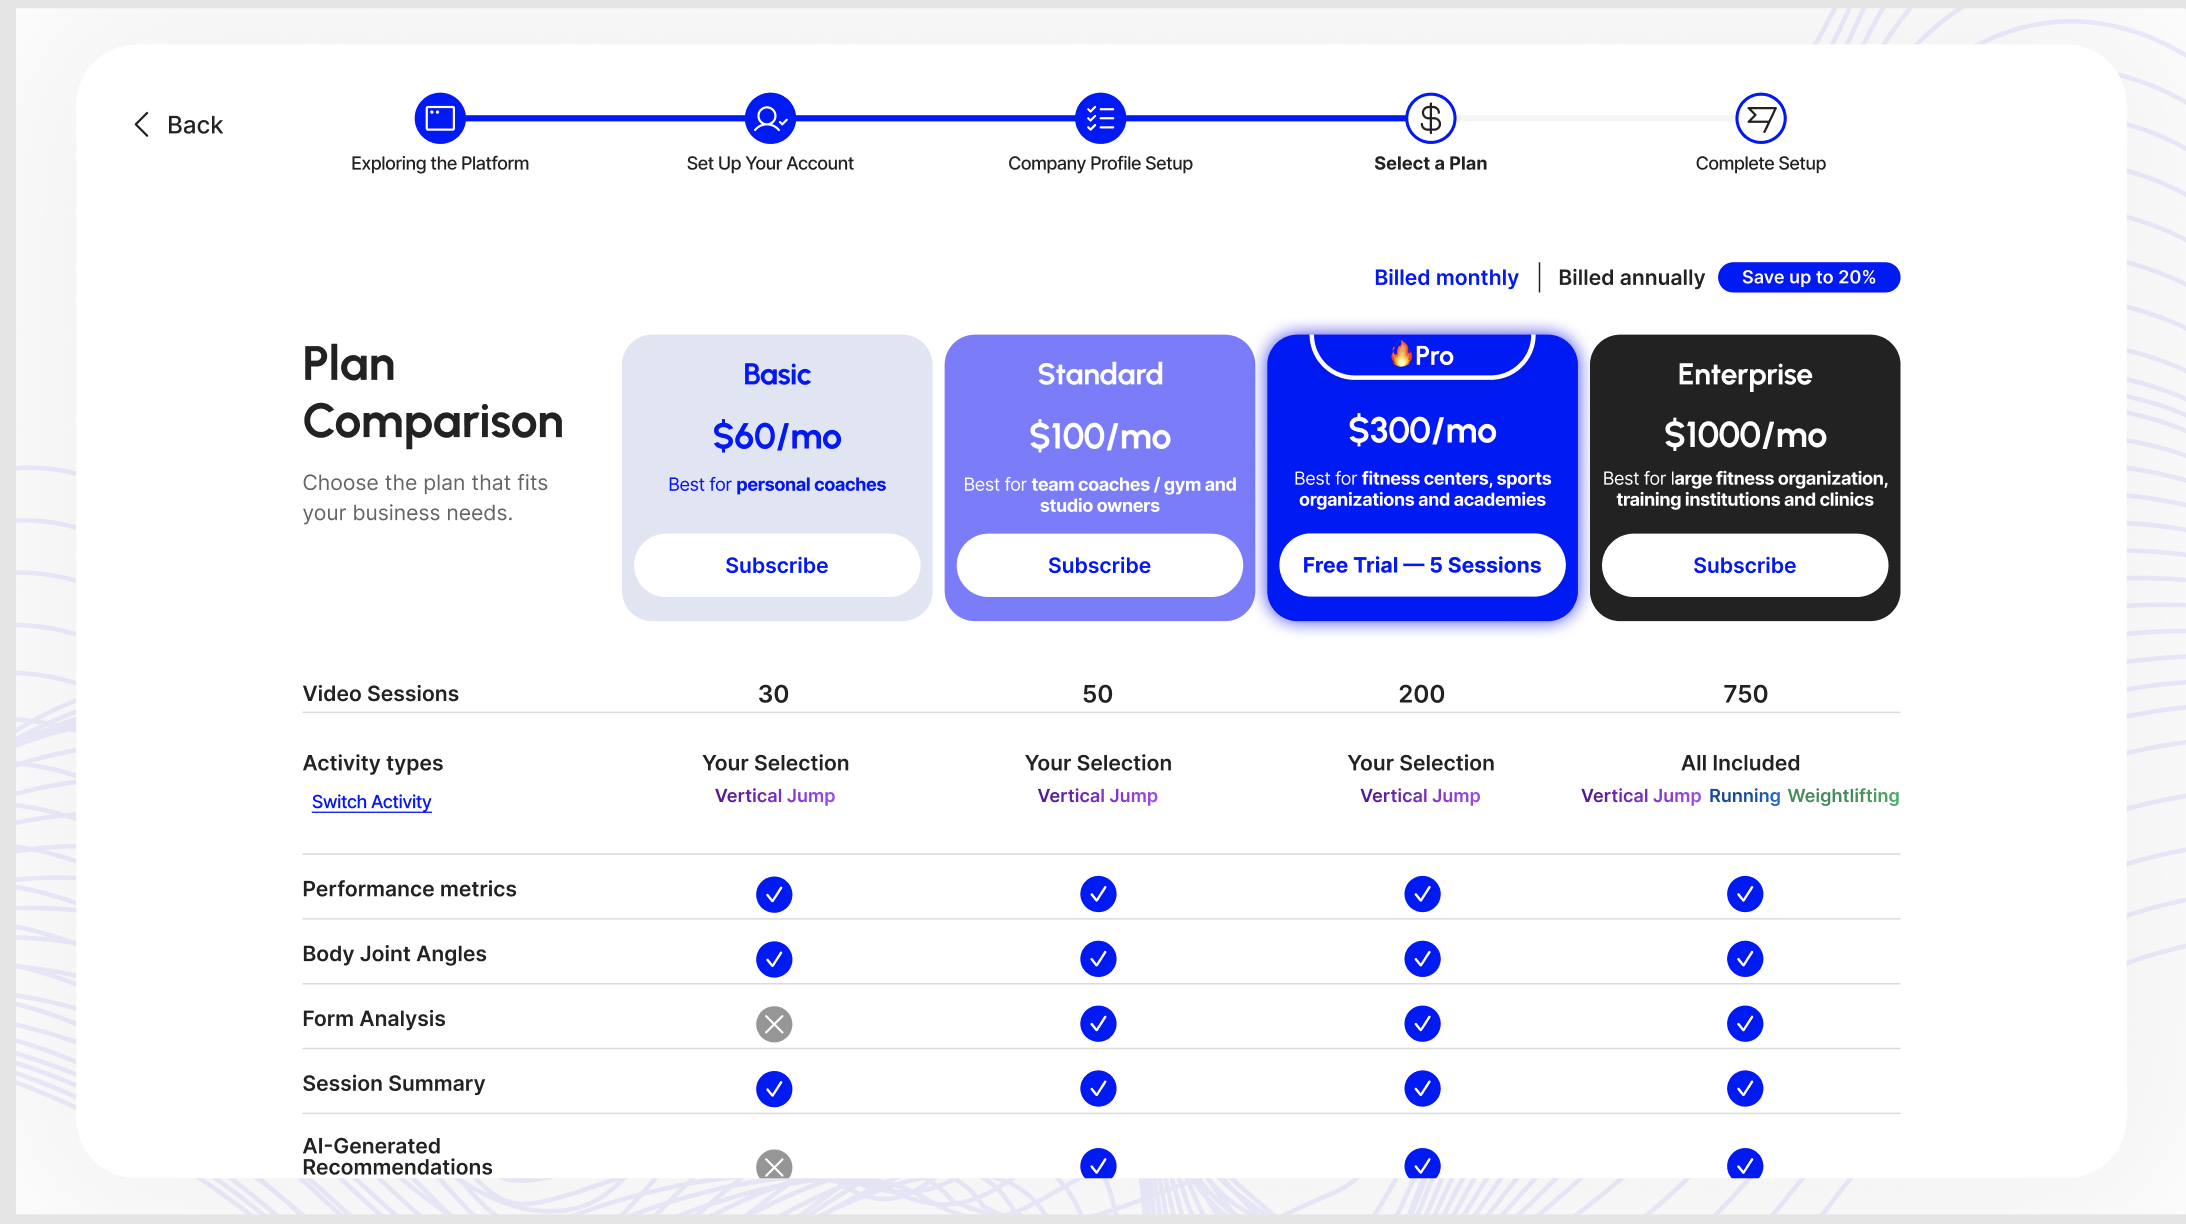 Back
Exploring the Platform
Set Up Your Account
Company Profile Setup
Select a Plan
Complete Setup
Billed monthly
Billed annually
Save up to 20%
Plan
Comparison
Choose the plan that fits
your business needs.
Basic
$60/mo
Best for personal coaches
Subscribe
Standard
$100/mo
Best for team coaches / gym and
studio owners
Subscribe
🔥Pro
$300/mo
Best for fitness centers, sports
organizations and academies
Free Trial — 5 Sessions
Enterprise
$1000/mo
Best for large fitness organization,
training institutions and clinics
Subscribe
Video Sessions 30 50 200 750
Activity types Your Selection Your Selection Your Selection All Included
Switch Activity Vertical Jump Vertical Jump Vertical Jump Vertical Jump Running Weightlifting
Performance metrics
Body Joint Angles
Form Analysis
Session Summary
AI-Generated
Recommendations